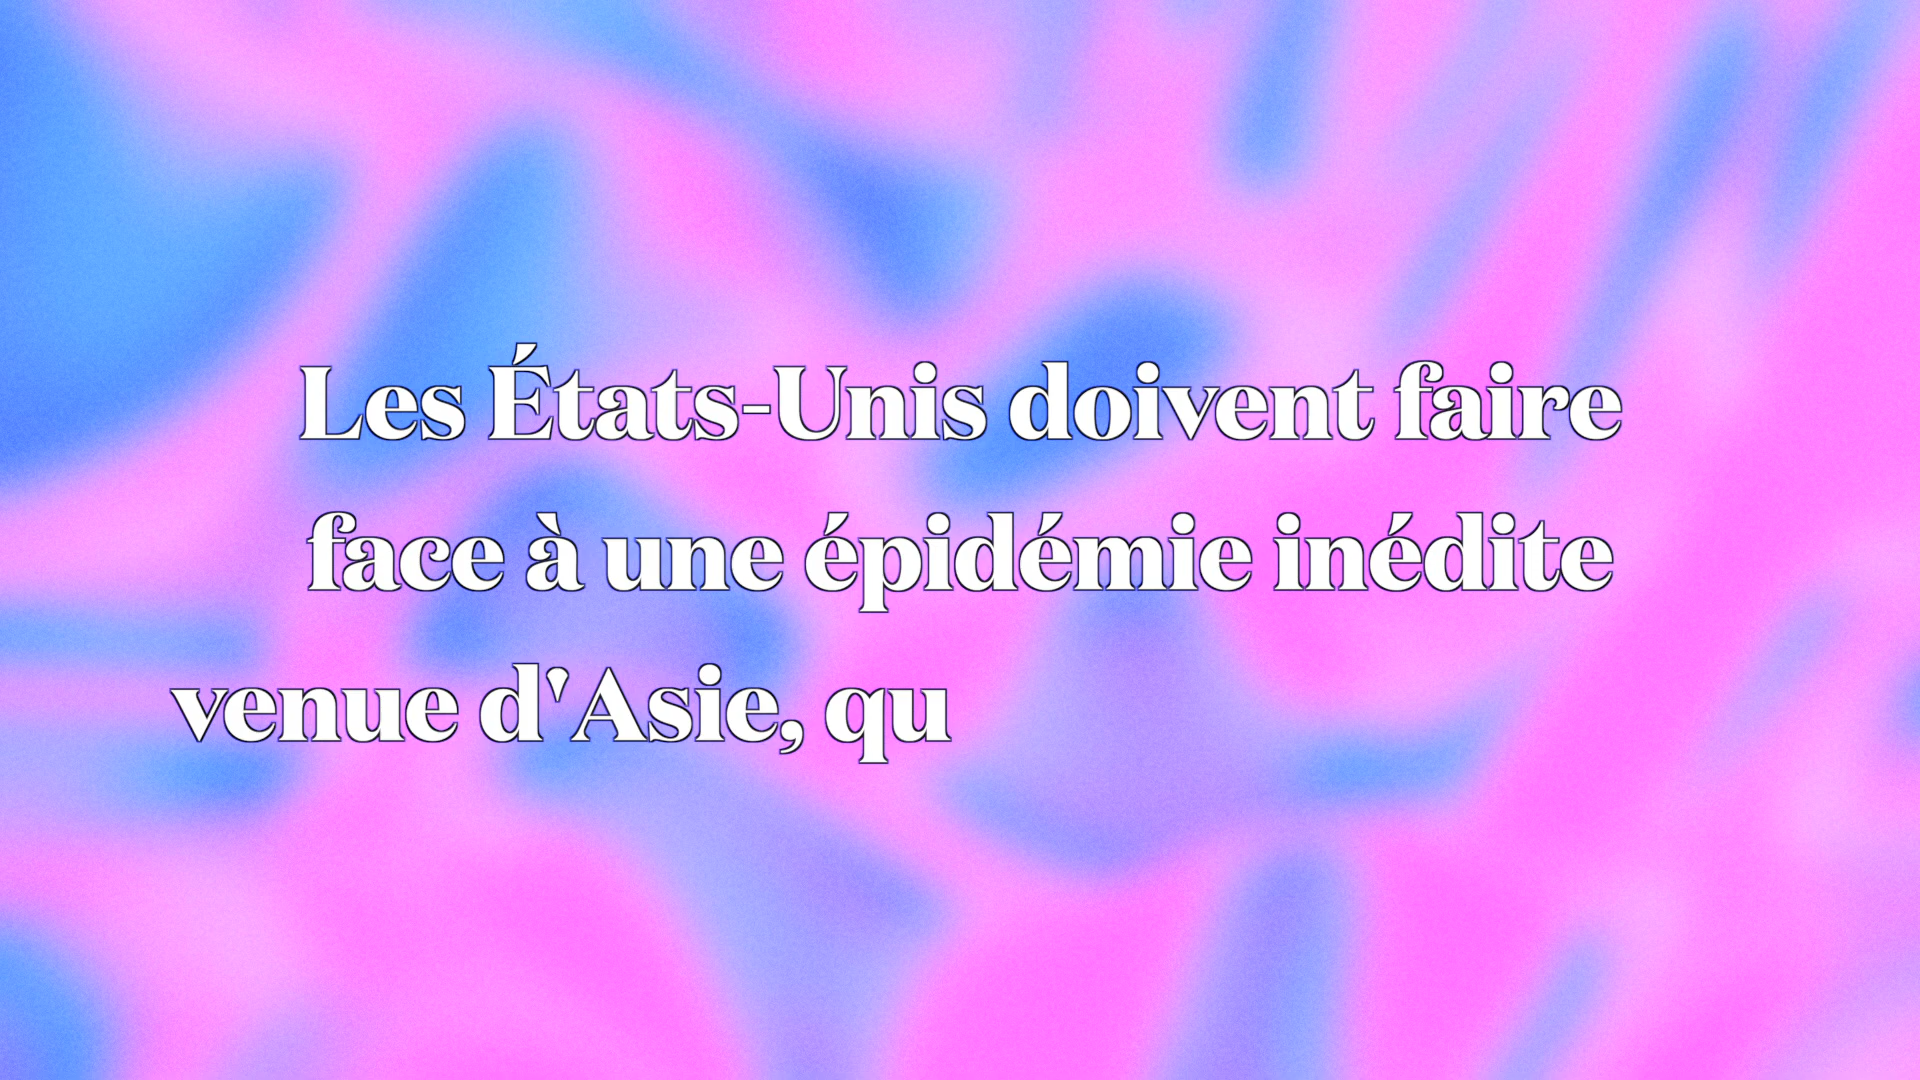 Les États-Unis doivent faire
face à une épidémie inédite
venue d'Asie, qu